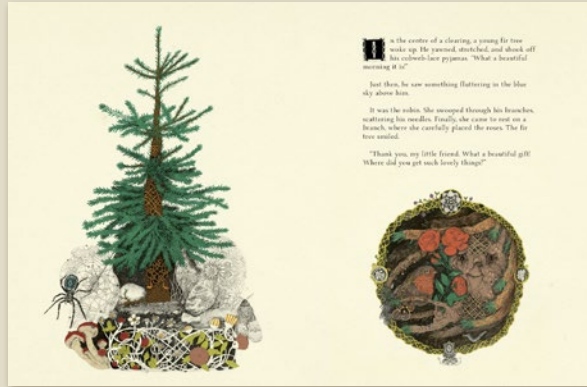 In the centre of a clearing, a young fir tree
woke up. He yawned, stretched, and shook off
his cobweb-lace pyjamas. "What a beautiful
morning it is!"
Just then, he saw something fluttering in the blue
sky above him.
It was the robin. She swooped through his branches,
scattering his needles. Finally, she came to rest on a
branch, where she carefully placed the roses. The fir
tree smiled.
"Thank you, my little friend. What a beautiful gift!
Where did you get such lovely things?"